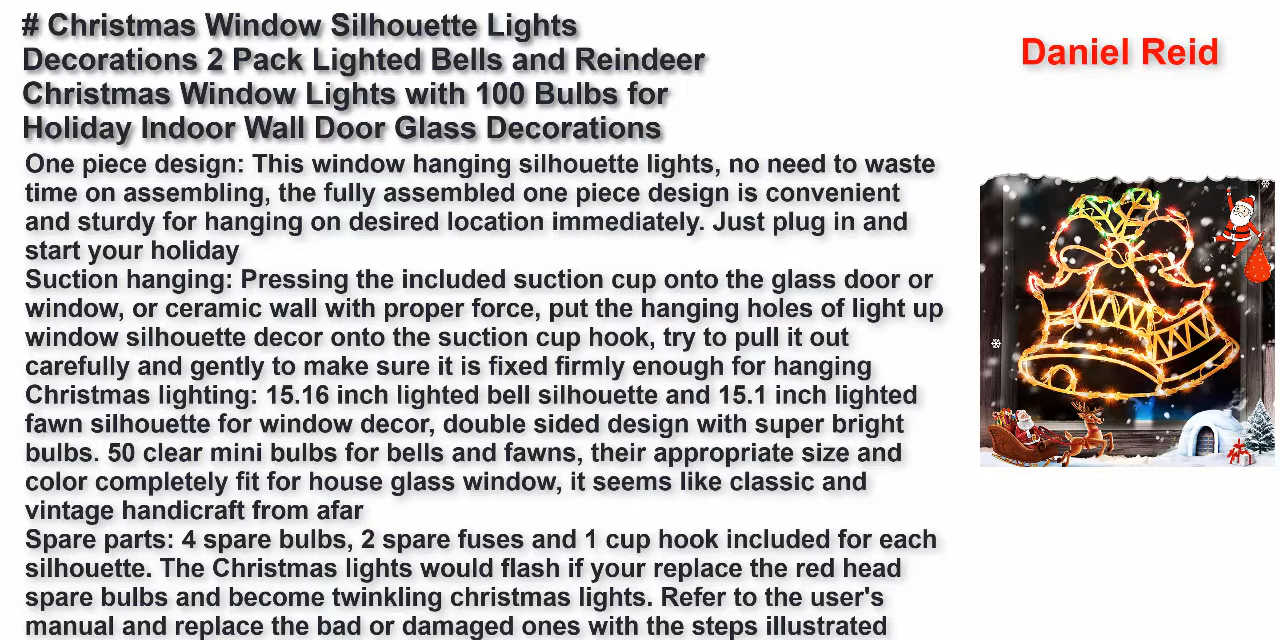 # Christmas Window Silhouette Lights
Decorations 2 Pack Lighted Bells and Reindeer
Christmas Window Lights with 100 Bulbs for
Holiday Indoor Wall Door Glass Decorations
Daniel Reid
One piece design: This window hanging silhouette lights, no need to waste
time on assembling, the fully assembled one piece design is convenient
and sturdy for hanging on desired location immediately. Just plug in and
start your holiday
Suction hanging: Pressing the included suction cup onto the glass door or
window, or ceramic wall with proper force, put the hanging holes of light up
window silhouette decor onto the suction cup hook, try to pull it out
carefully and gently to make sure it is fixed firmly enough for hanging
Christmas lighting: 15.16 inch lighted bell silhouette and 15.1 inch lighted
fawn silhouette for window decor, double sided design with super bright
bulbs. 50 clear mini bulbs for bells and fawns, their appropriate size and
color completely fit for house glass window, it seems like classic and
vintage handicraft from afar
Spare parts: 4 spare bulbs, 2 spare fuses and 1 cup hook included for each
silhouette. The Christmas lights would flash if your replace the red head
spare bulbs and become twinkling christmas lights. Refer to the user's
manual and replace the bad or damaged ones with the steps illustrated